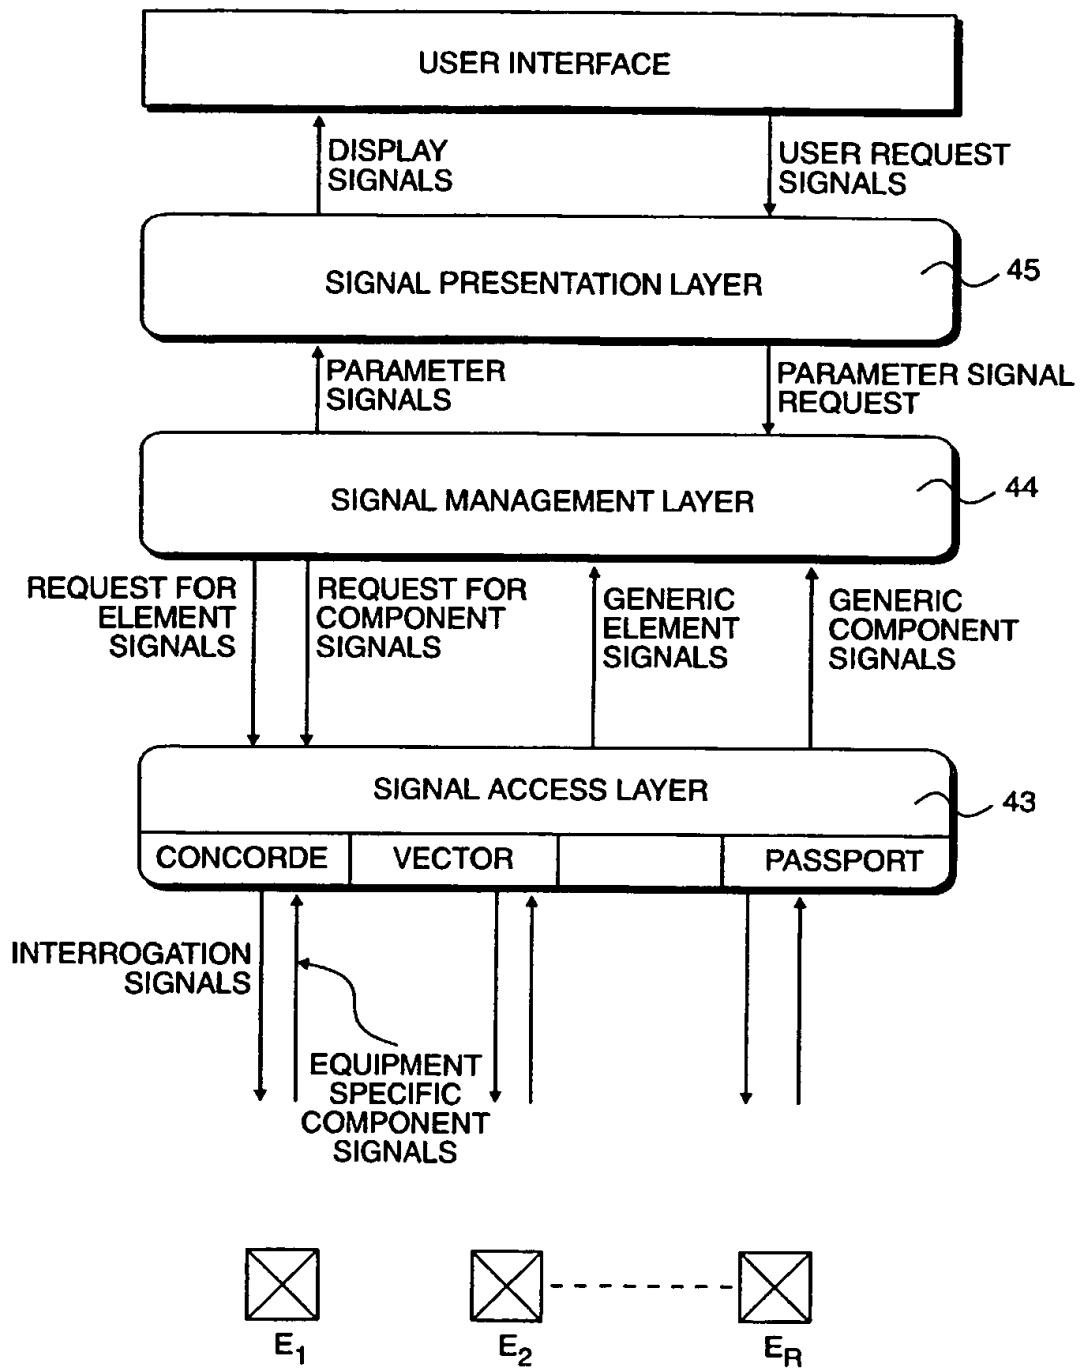 USER INTERFACE
DISPLAY
SIGNALS
USER REQUEST
SIGNALS
SIGNAL PRESENTATION LAYER
45
PARAMETER
SIGNALS
PARAMETER SIGNAL
REQUEST
SIGNAL MANAGEMENT LAYER
44
REQUEST FOR
ELEMENT
SIGNALS
REQUEST FOR
COMPONENT
SIGNALS
GENERIC
ELEMENT
SIGNALS
GENERIC
COMPONENT
SIGNALS
SIGNAL ACCESS LAYER
43
CONCORDE
VECTOR
PASSPORT
INTERROGATION
SIGNALS
EQUIPMENT
SPECIFIC
COMPONENT
SIGNALS
E1
E2
ER